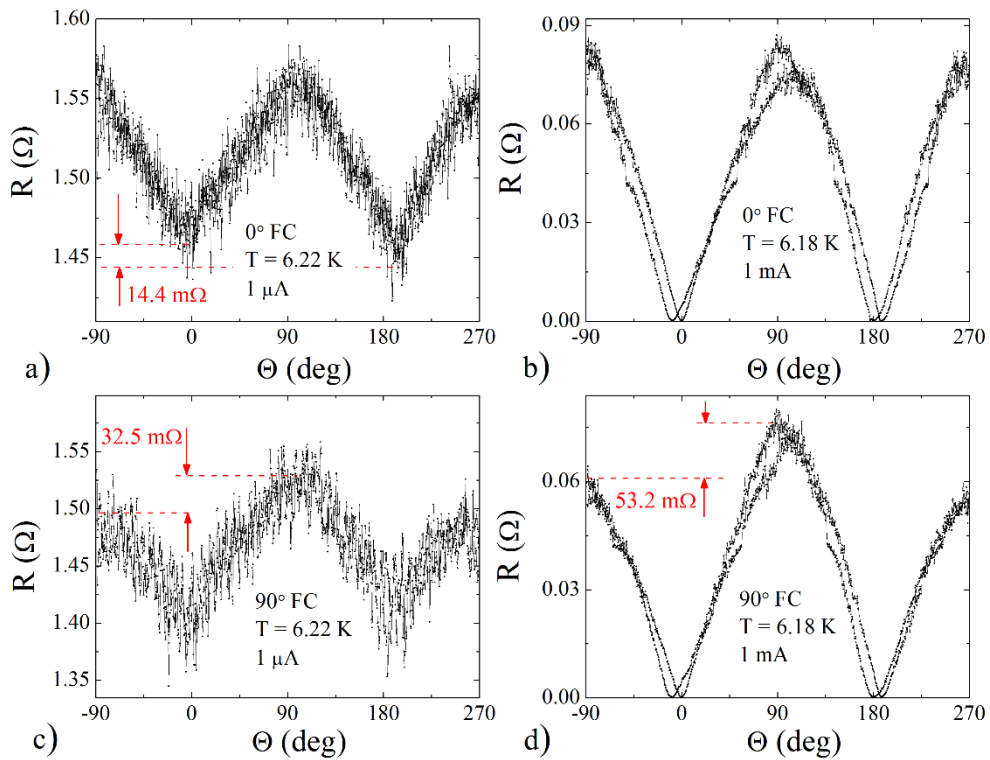 1.60
1.55
1.50
1.45
R (Ω)
0° FC
T = 6.22 K
1 μA
14.4 mΩ
-90 0 90 180 270
Θ (deg)
a)
0.09
0.06
0.03
0.00
R (Ω)
0° FC
T = 6.18 K
1 mA
-90 0 90 180 270
Θ (deg)
b)
1.55
1.50
1.45
1.40
1.35
R (Ω)
32.5 mΩ
90° FC
T = 6.22 K
1 μA
-90 0 90 180 270
Θ (deg)
c)
0.06
0.03
0.00
R (Ω)
53.2 mΩ
90° FC
T = 6.18 K
1 mA
-90 0 90 180 270
Θ (deg)
d)